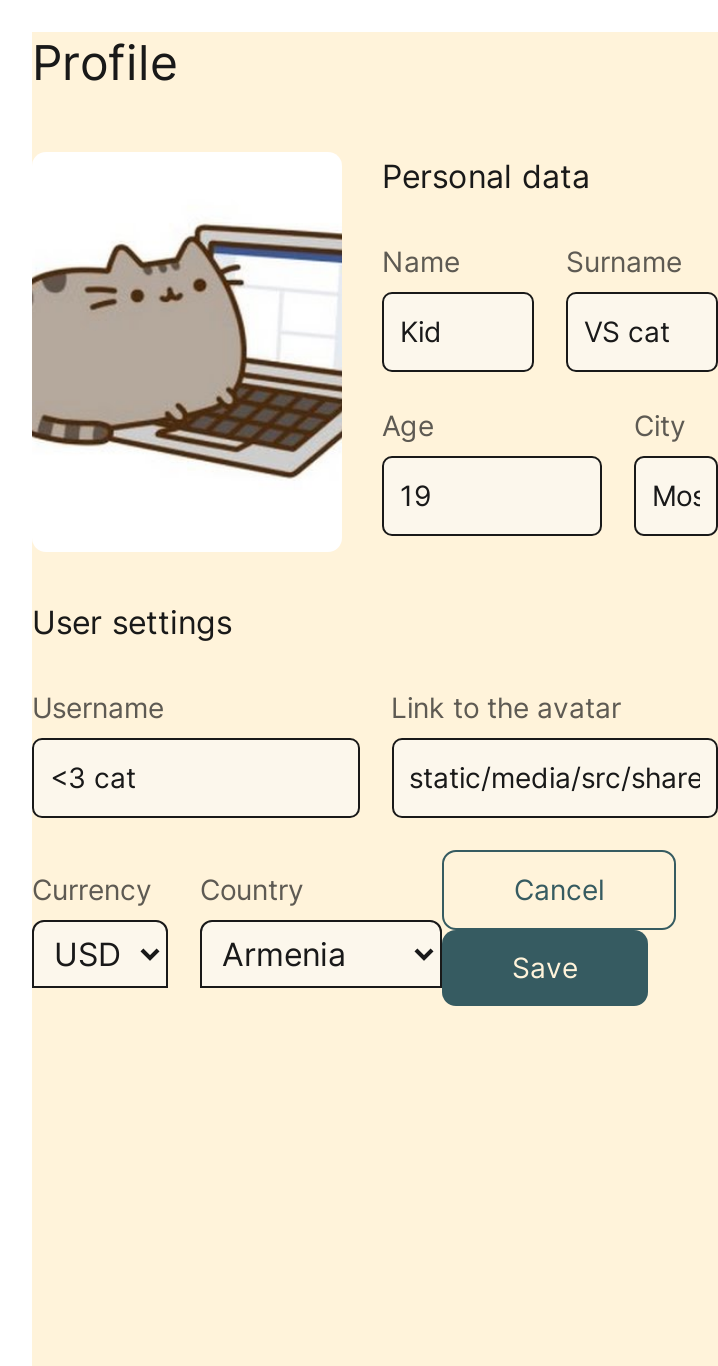 Profile
Personal data
Name Surname
Kid VS cat
Age City
19 Mos
User settings
Username Link to the avatar
<3 cat static/media/src/share
Currency Country
USD Armenia
Cancel
Save